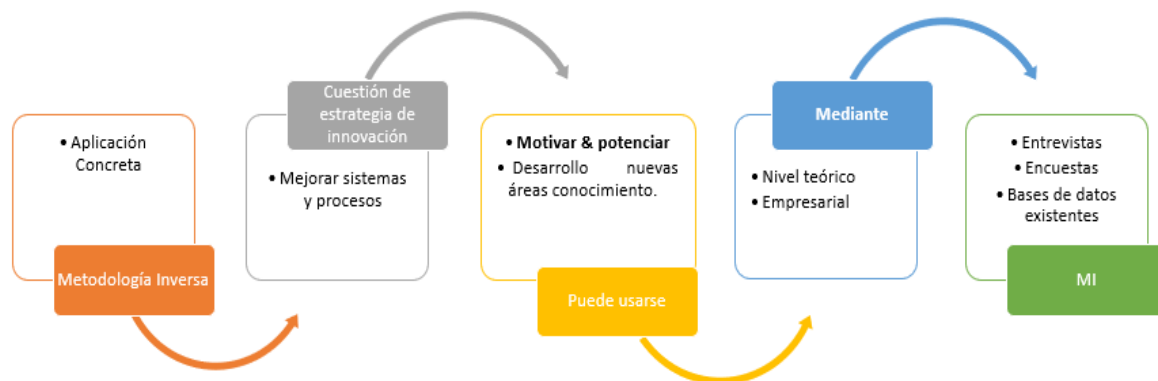 • Aplicación
Concreta
Metodología Inversa
Cuestión de
estrategia de
innovación
• Mejorar sistemas
y procesos
• Motivar & potenciar
• Desarrollo nuevas
áreas conocimiento.
Puede usarse
Mediante
• Nivel teórico
• Empresarial
• Entrevistas
• Encuestas
• Bases de datos
existentes
MI